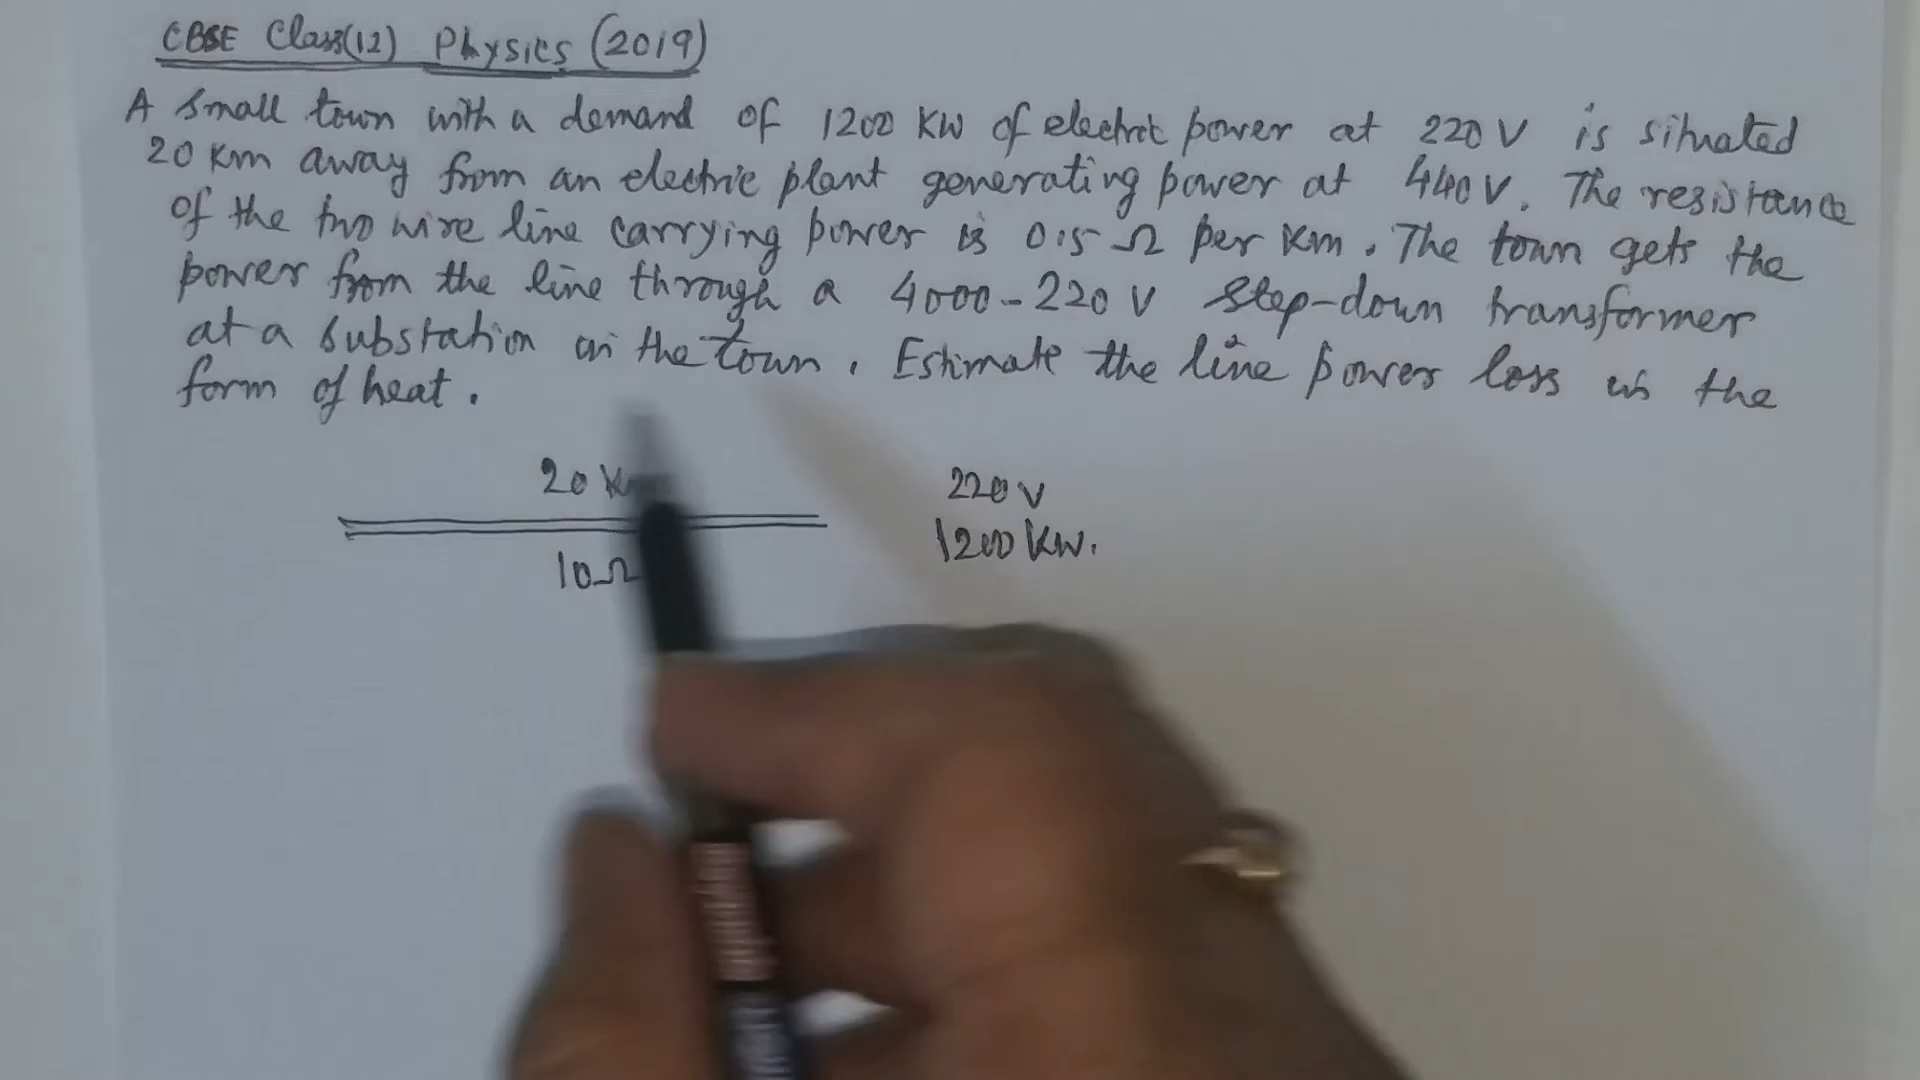 CBSE Class(12) Physics (2019)
A small town with a demand of 1200 KW of electric power at 220 V is situated
20 Km away from an electric plant generating power at 440 V. The resistance
of the two wire line carrying power is 0.5 Ω per Km. The town gets the
power from the line through a 4000-220 V step-down transformer
at a substation in the town. Estimate the line power loss in the
form of heat.
20
220 V
1200 KW.
10Ω